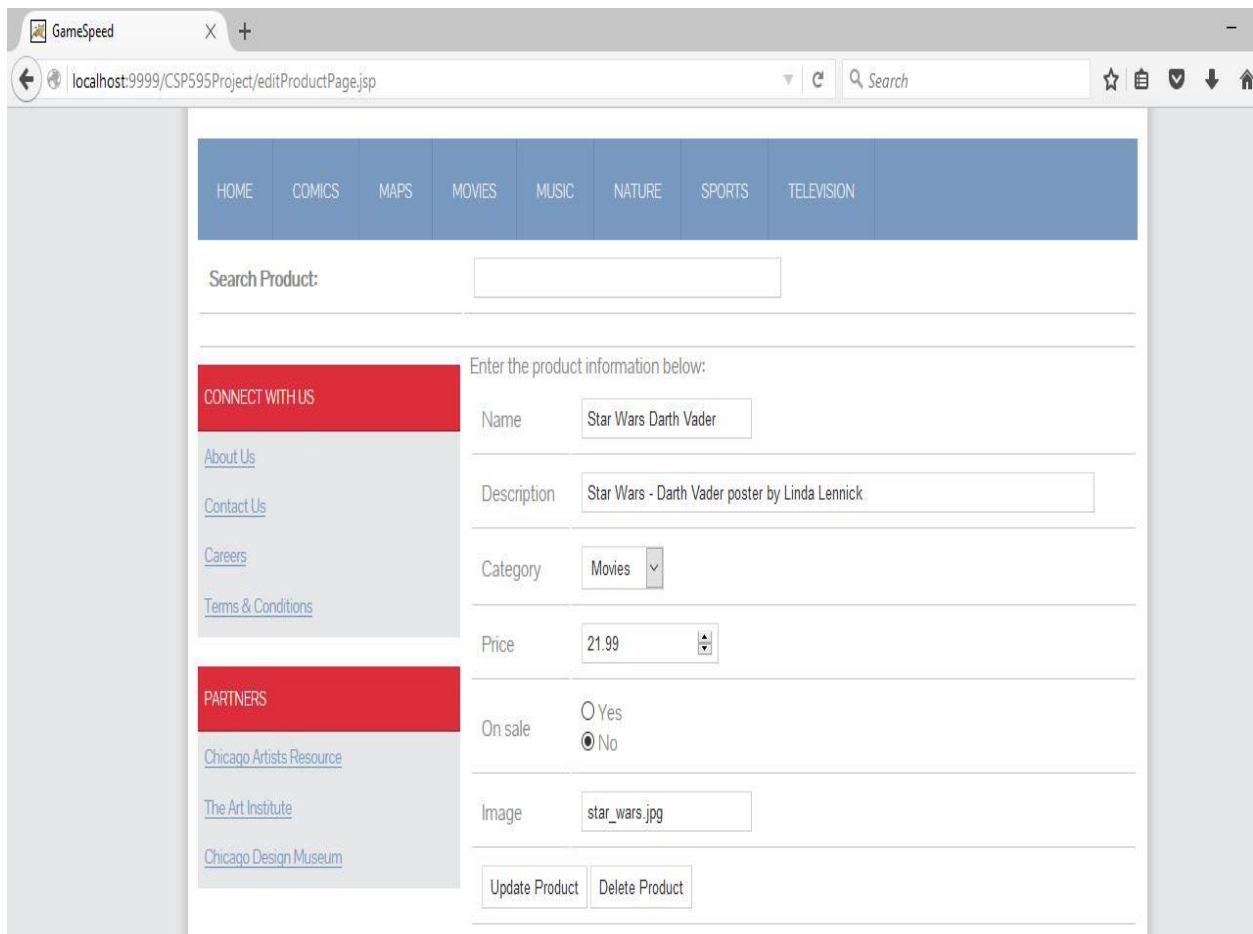 GameSpeed
localhost:9999/CSP595Project/editProductPage.jsp
Search
HOME COMICS MAPS MOVIES MUSIC NATURE SPORTS TELEVISION
Search Product:
CONNECT WITH US
About Us
Contact Us
Careers
Terms & Conditions
PARTNERS
Chicago Artists Resource
The Art Institute
Chicago Design Museum
Enter the product information below:
Name Star Wars Darth Vader
Description Star Wars - Darth Vader poster by Linda Lennick
Category Movies
Price 21.99
On sale Yes
No
Image star_wars.jpg
Update Product Delete Product